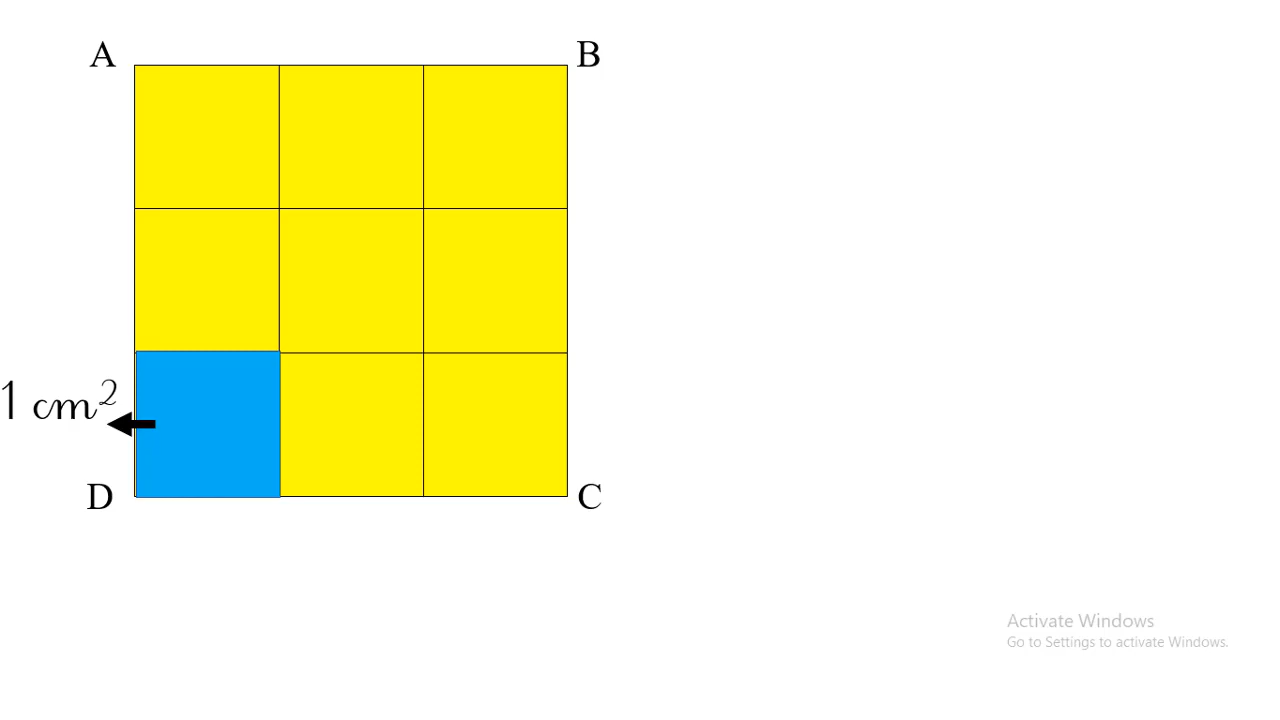 A
B
1 cm²
D
C
Activate Windows
Go to Settings to activate Windows.